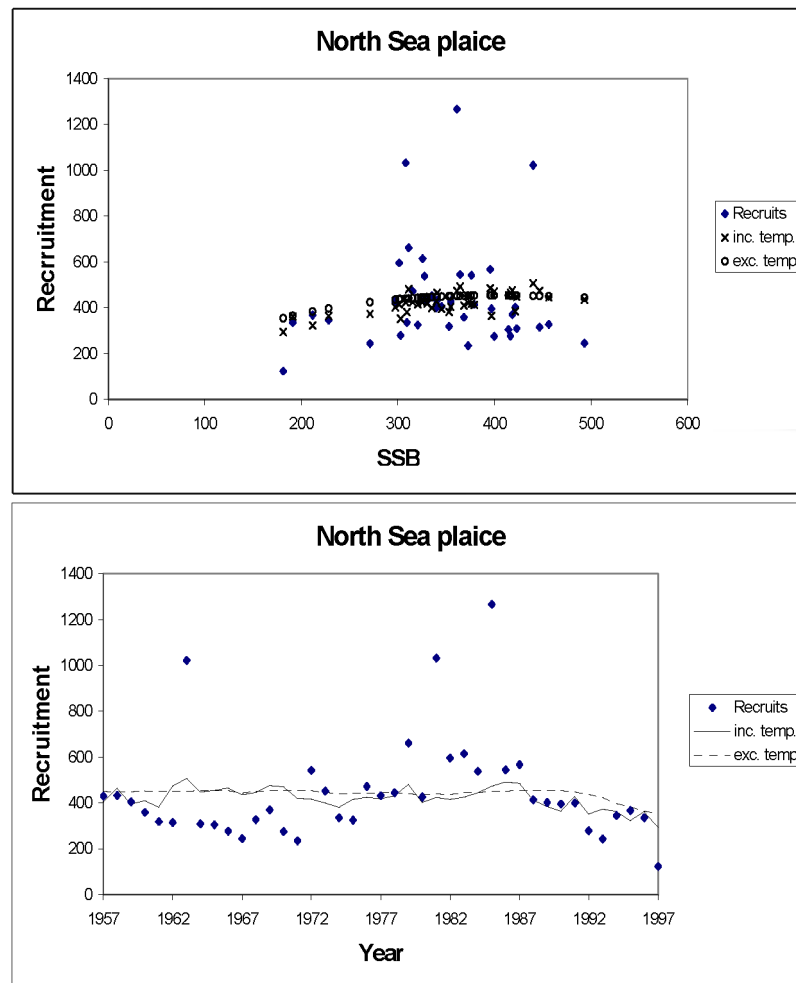 North Sea plaice
1400
1200
1000
800
600
400
200
0
Recrruitment
0 100 200 300 400 500 600
SSB
Recruits
inc. temp.
exc. temp
North Sea plaice
1400
1200
1000
800
600
400
200
0
Recruitment
1957 1962 1967 1972 1977 1982 1987 1992 1997
Year
Recruits
inc. temp.
exc. temp